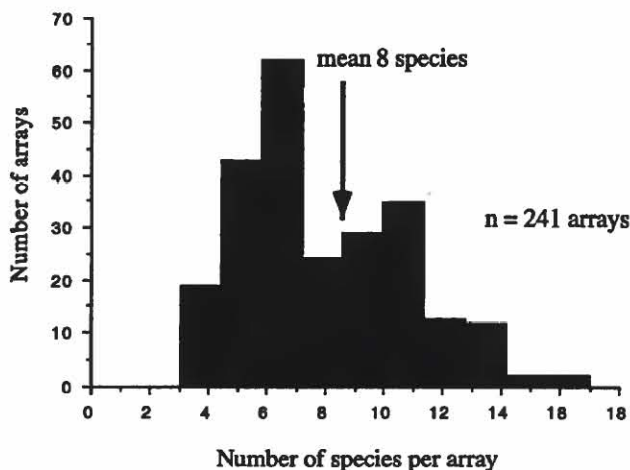 70
60
50
40
30
20
10
0
Number of arrays
mean 8 species
n = 241 arrays
0 2 4 6 8 10 12 14 16 18
Number of species per array